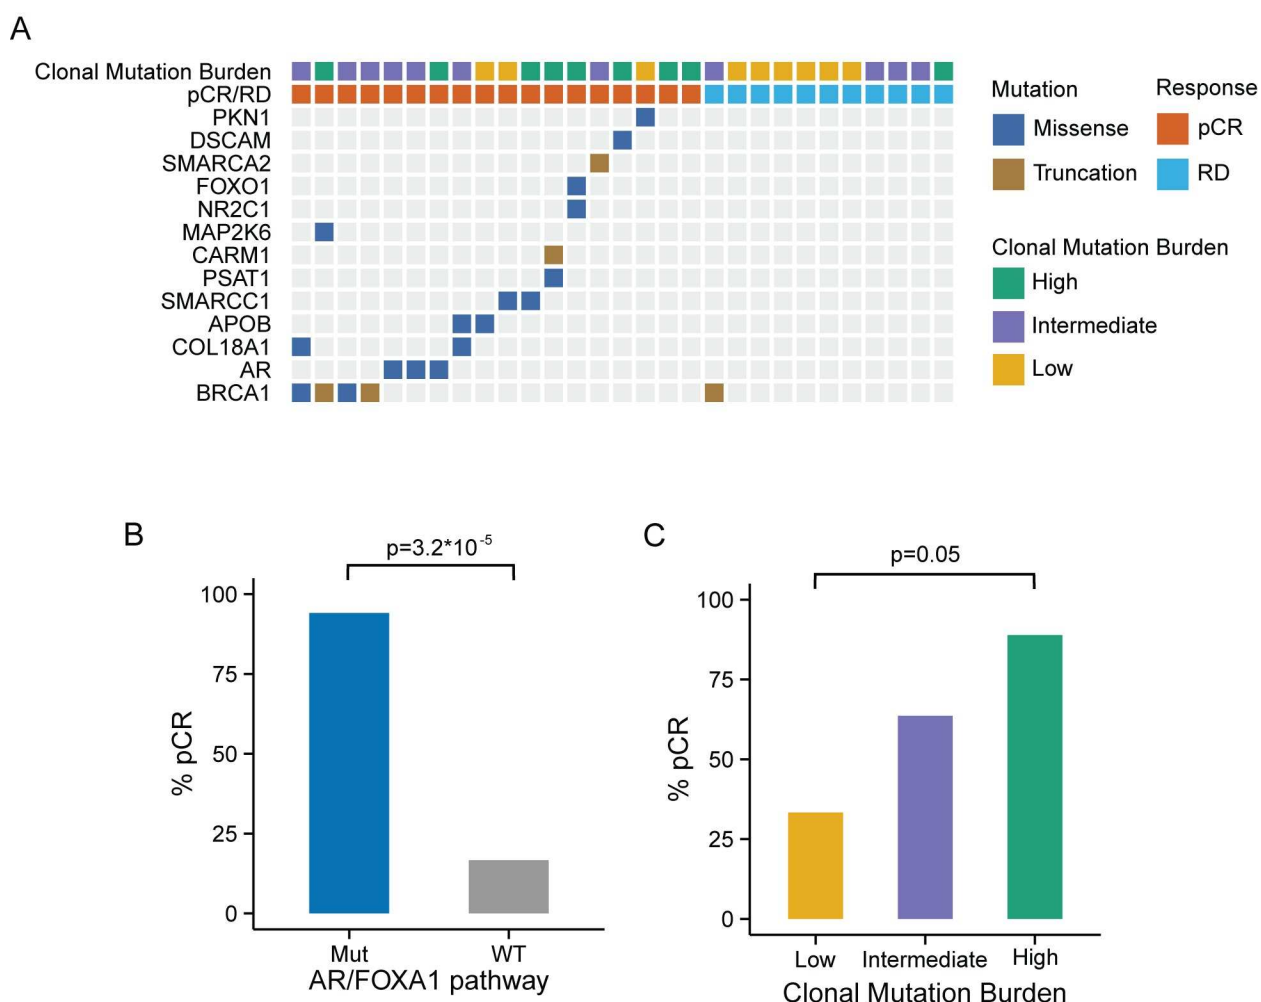 A
Clonal Mutation Burden
pCR/RD
PKN1
DSCAM
SMARCA2
FOXO1
NR2C1
MAP2K6
CARM1
PSAT1
SMARCC1
APOB
COL18A1
AR
BRCA1
Mutation
Missense
Truncation
Response
pCR
RD
Clonal Mutation Burden
High
Intermediate
Low
B
p=3.2*10-5
% pCR
100
75
50
25
0
Mut
WT
AR/FOXA1 pathway
C
p=0.05
% pCR
100
75
50
25
0
Low
Intermediate
High
Clonal Mutation Burden